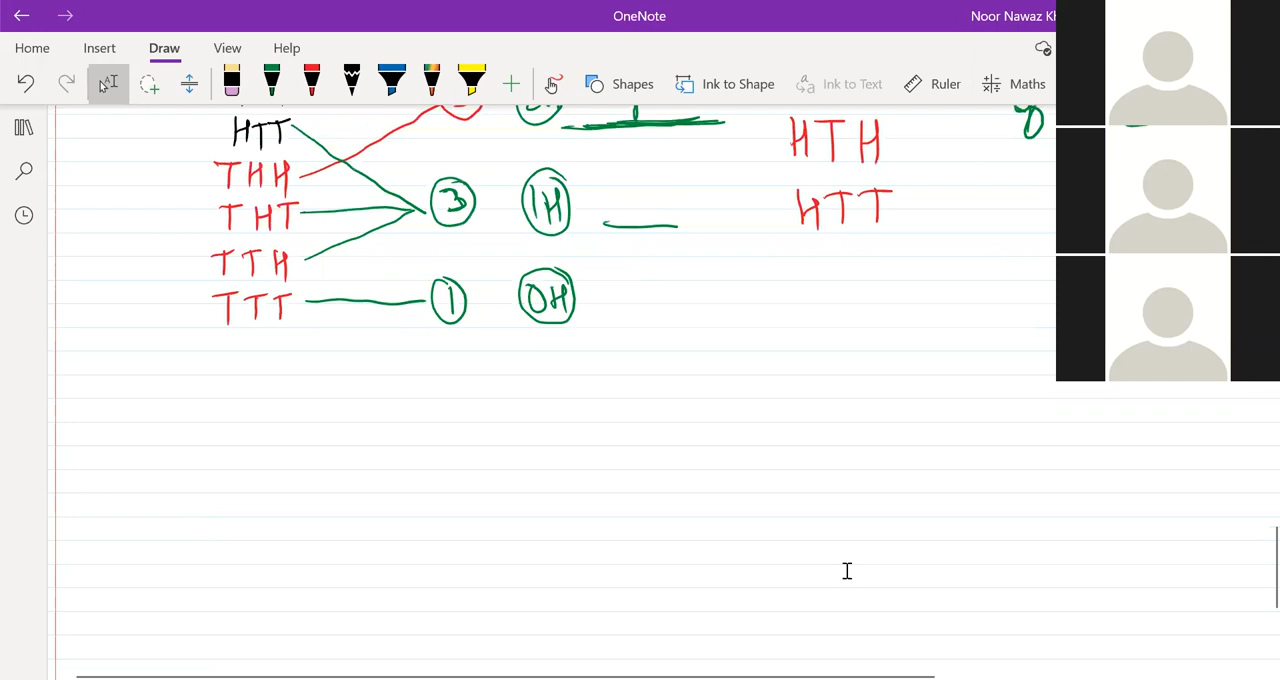 OneNote
Noor Nawaz Kh
Home Insert Draw View Help
Shapes Ink to Shape Ink to Text Ruler Maths
HTT
THH
THT ③ 1H
TTH
TTT ① 0H
HTH
HTT